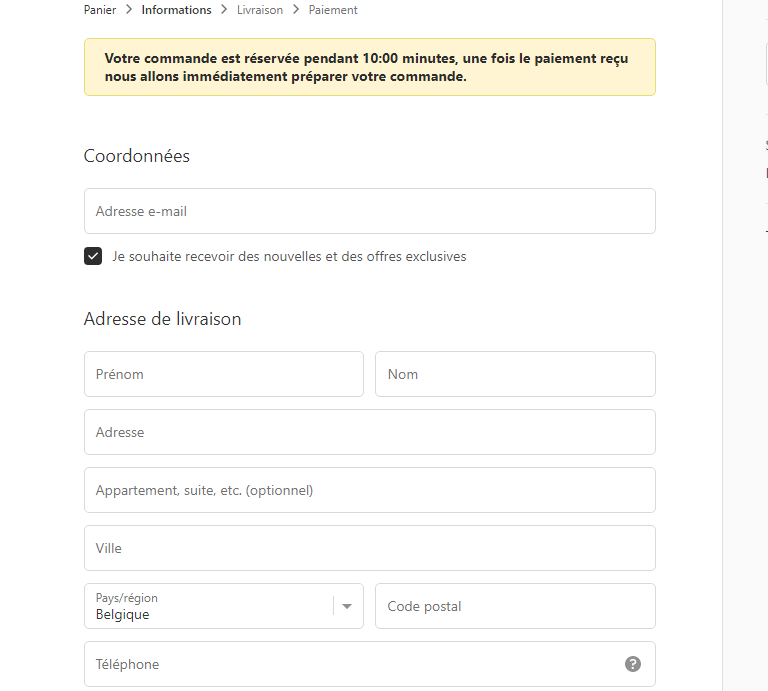 Panier > Informations > Livraison > Paiement
Votre commande est réservée pendant 10:00 minutes, une fois le paiement reçu
nous allons immédiatement préparer votre commande.
Coordonnées
Adresse e-mail
Je souhaite recevoir des nouvelles et des offres exclusives
Adresse de livraison
Prénom Nom
Adresse
Appartement, suite, etc. (optionnel)
Ville
Pays/région
Belgique
Code postal
Téléphone ?